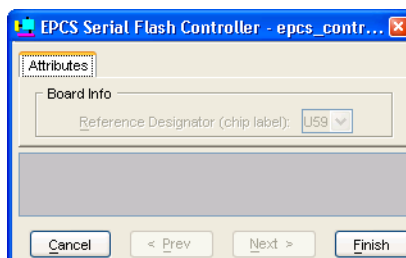 EPCS Serial Flash Controller - epcs_contr...
Attributes
Board Info
Reference Designator (chip label): U59
Cancel < Prev Next > Finish